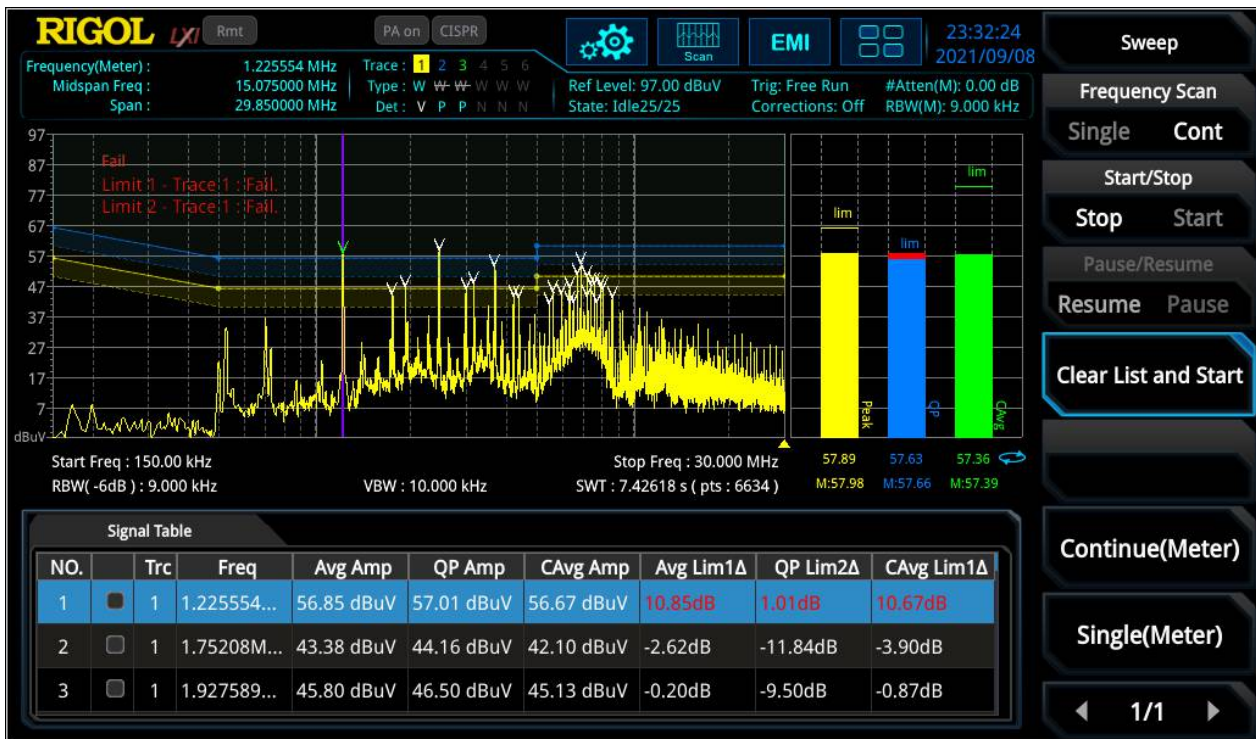 RIGOL LXI Rmt PA on CISPR Scan EMI 23:32:24
2021/09/08
Frequency(Meter) : 1.225554 MHz
Midspan Freq : 15.075000 MHz
Span : 29.850000 MHz
Trace : 1 2 3 4 5 6
Type : W W W W W W
Det : V P P N N N
Ref Level: 97.00 dBuV
State: Idle25/25
Trig: Free Run
Corrections: Off
#Atten(M): 0.00 dB
RBW(M): 9.000 kHz
97
87
77
67
57
47
37
27
17
7
dBuV
Fail
Limit 1 - Trace 1 : Fail.
Limit 2 - Trace 1 : Fail.
lim
lim
lim
Peak
QP
CAvg
57.89 57.63 57.36
M:57.98 M:57.66 M:57.39
Start Freq : 150.00 kHz Stop Freq : 30.000 MHz
RBW( -6dB ) : 9.000 kHz VBW : 10.000 kHz SWT : 7.42618 s ( pts : 6634 )
Signal Table
NO. Trc Freq Avg Amp QP Amp CAvg Amp Avg Lim1Δ QP Lim2Δ CAvg Lim1Δ
1 1 1.225554... 56.85 dBuV 57.01 dBuV 56.67 dBuV 10.85dB 1.01dB 10.67dB
2 1 1.75208M... 43.38 dBuV 44.16 dBuV 42.10 dBuV -2.62dB -11.84dB -3.90dB
3 1 1.927589... 45.80 dBuV 46.50 dBuV 45.13 dBuV -0.20dB -9.50dB -0.87dB
Sweep
Frequency Scan
Single Cont
Start/Stop
Stop Start
Pause/Resume
Resume Pause
Clear List and Start
Continue(Meter)
Single(Meter)
1/1